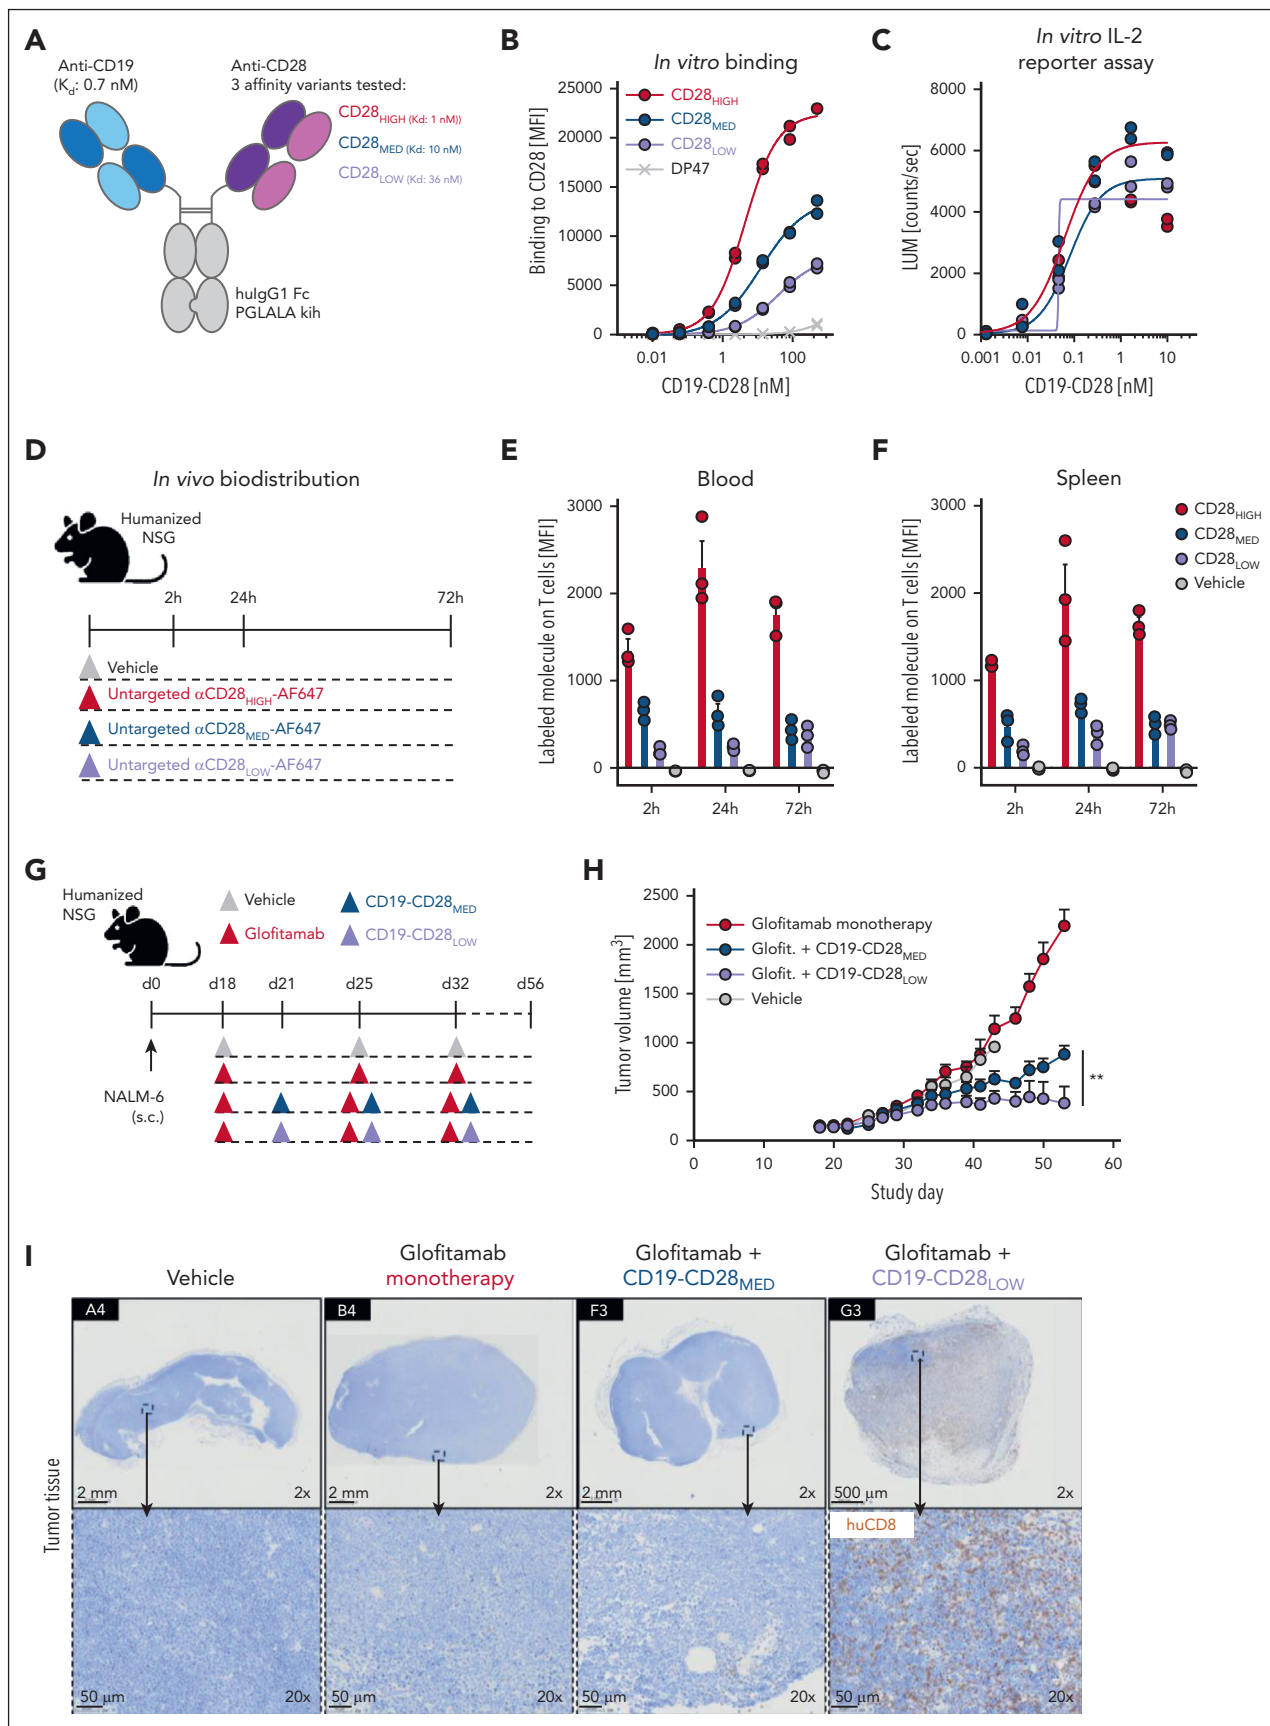 A
Anti-CD19
(Kd: 0.7 nM)
Anti-CD28
3 affinity variants tested:
CD28HIGH (Kd: 1 nM))
CD28MED (Kd: 10 nM)
CD28LOW (Kd: 36 nM)
huIgG1 Fc
PGLALA kih
B
In vitro binding
25000
20000
15000
10000
5000
0
Binding to CD28 [MFI]
CD28HIGH
CD28MED
CD28LOW
DP47
0.01
1
100
CD19-CD28 [nM]
C
In vitro IL-2
reporter assay
8000
6000
4000
2000
0
LUM [counts/sec]
0.001
0.01
0.1
1
10
CD19-CD28 [nM]
D
In vivo biodistribution
Humanized
NSG
2h
24h
72h
Vehicle
Untargeted αCD28HIGH-AF647
Untargeted αCD28MED-AF647
Untargeted αCD28LOW-AF647
E
Blood
3000
2000
1000
0
Labeled molecule on T cells [MFI]
2h
24h
72h
F
Spleen
3000
2000
1000
0
Labeled molecule on T cells [MFI]
2h
24h
72h
CD28HIGH
CD28MED
CD28LOW
Vehicle
G
Humanized
NSG
Vehicle
CD19-CD28MED
Glofitamab
CD19-CD28LOW
d0
d18
d21
d25
d32
d56
NALM-6
(s.c.)
H
2500
2000
1500
1000
500
0
Tumor volume [mm3]
Glofitamab monotherapy
Glofit. + CD19-CD28MED
Glofit. + CD19-CD28LOW
Vehicle
**
0
10
20
30
40
50
60
Study day
I
Vehicle
Glofitamab
monotherapy
Glofitamab +
CD19-CD28MED
Glofitamab +
CD19-CD28LOW
Tumor tissue
A4
2 mm
2x
B4
2 mm
2x
F3
2 mm
2x
G3
500 µm
2x
50 µm
20x
50 µm
20x
50 µm
20x
huCD8
50 µm
20x